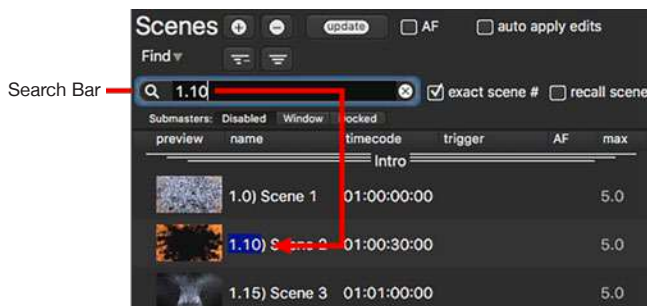 Scenes update AF auto apply edits
Find
Search Bar 1.10 exact scene # recall scene
Submasters: Disabled Window Docked
preview name timecode trigger AF max
Intro
1.0) Scene 1 01:00:00:00 5.0
1.10) Scene 2 01:00:30:00 5.0
1.15) Scene 3 01:01:00:00 5.0